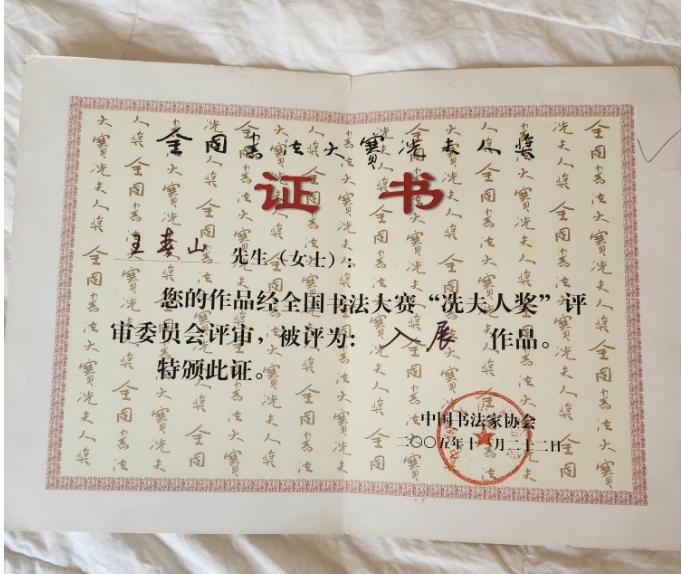 全国书法大赛冼夫人奖
证书
王春山 先生（女士）：
您的作品经全国书法大赛“冼夫人奖”评
审委员会评审，被评为：入展 作品。
特颁此证。
中国书法家协会
二〇〇五年十月二十二日